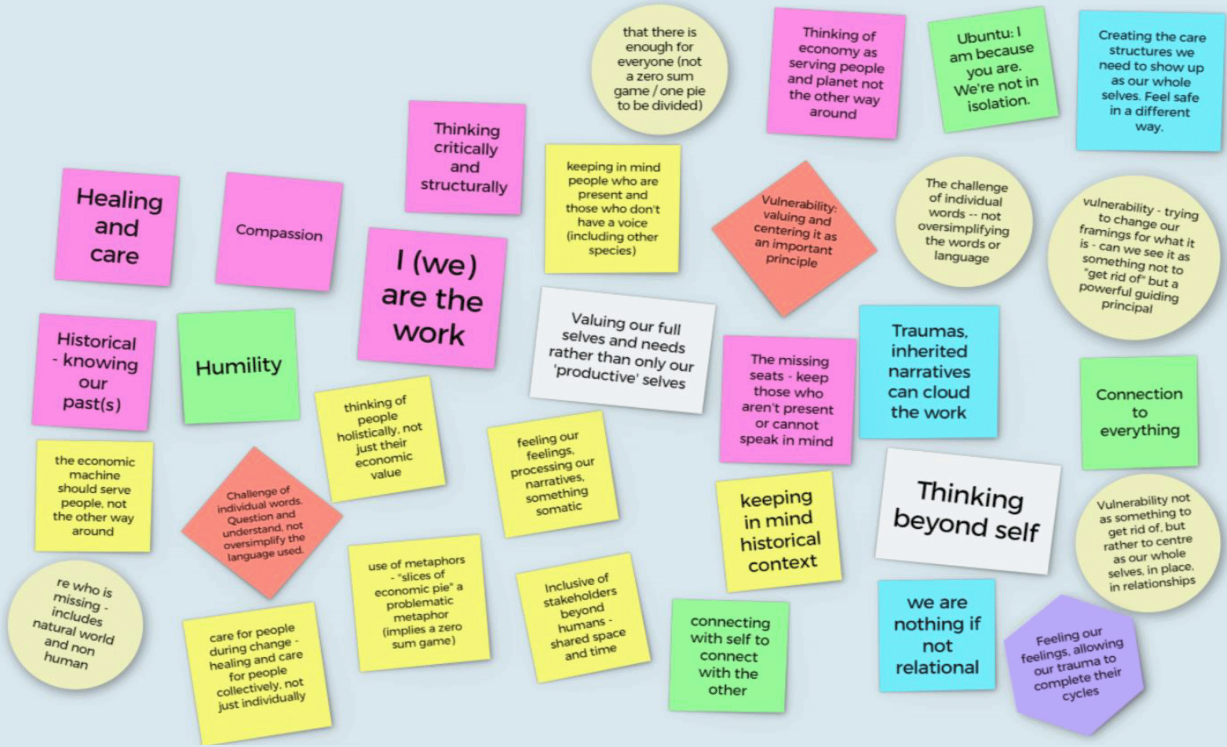 that there is
enough for
everyone (not
a zero sum
game / one pie
to be divided)
Thinking of
economy as
serving people
and planet not
the other way
around
Ubuntu: I
am because
you are.
We're not in
isolation.
Creating the care
structures we
need to show up
as our whole
selves. Feel safe
in a different
way.
Thinking
critically
and
structurally
keeping in mind
people who are
present and
those who don't
have a voice
(including other
species)
Vulnerability:
valuing and
centering it as
an important
principle
The challenge
of individual
words -- not
oversimplifying
the words or
language
vulnerability - trying
to change our
framings for what it
is - can we see it as
something not to
"get rid of" but a
powerful guiding
principal
Healing
and
care
Compassion
I (we)
are the
work
Valuing our full
selves and needs
rather than only our
'productive' selves
Historical
- knowing
our
past(s)
Humility
The missing
seats - keep
those who
aren't present
or cannot
speak in mind
Traumas,
inherited
narratives
can cloud
the work
Connection
to
everything
thinking of
people
holistically, not
just their
economic
value
feeling our
feelings,
processing our
narratives,
something
somatic
the economic
machine
should serve
people, not
the other way
around
Challenge of
individual words.
Question and
understand, not
oversimplify the
language used.
keeping
in mind
historical
context
Thinking
beyond self
Vulnerability not
as something to
get rid of, but
rather to centre
as our whole
selves, in place,
in relationships
re who is
missing -
includes
natural world
and non
human
care for people
during change -
healing and care
for people
collectively, not
just individually
use of metaphors
- "slices of
economic pie" a
problematic
metaphor
(implies a zero
sum game)
Inclusive of
stakeholders
beyond
humans -
shared space
and time
connecting
with self to
connect
with the
other
we are
nothing if
not
relational
Feeling our
feelings, allowing
our trauma to
complete their
cycles